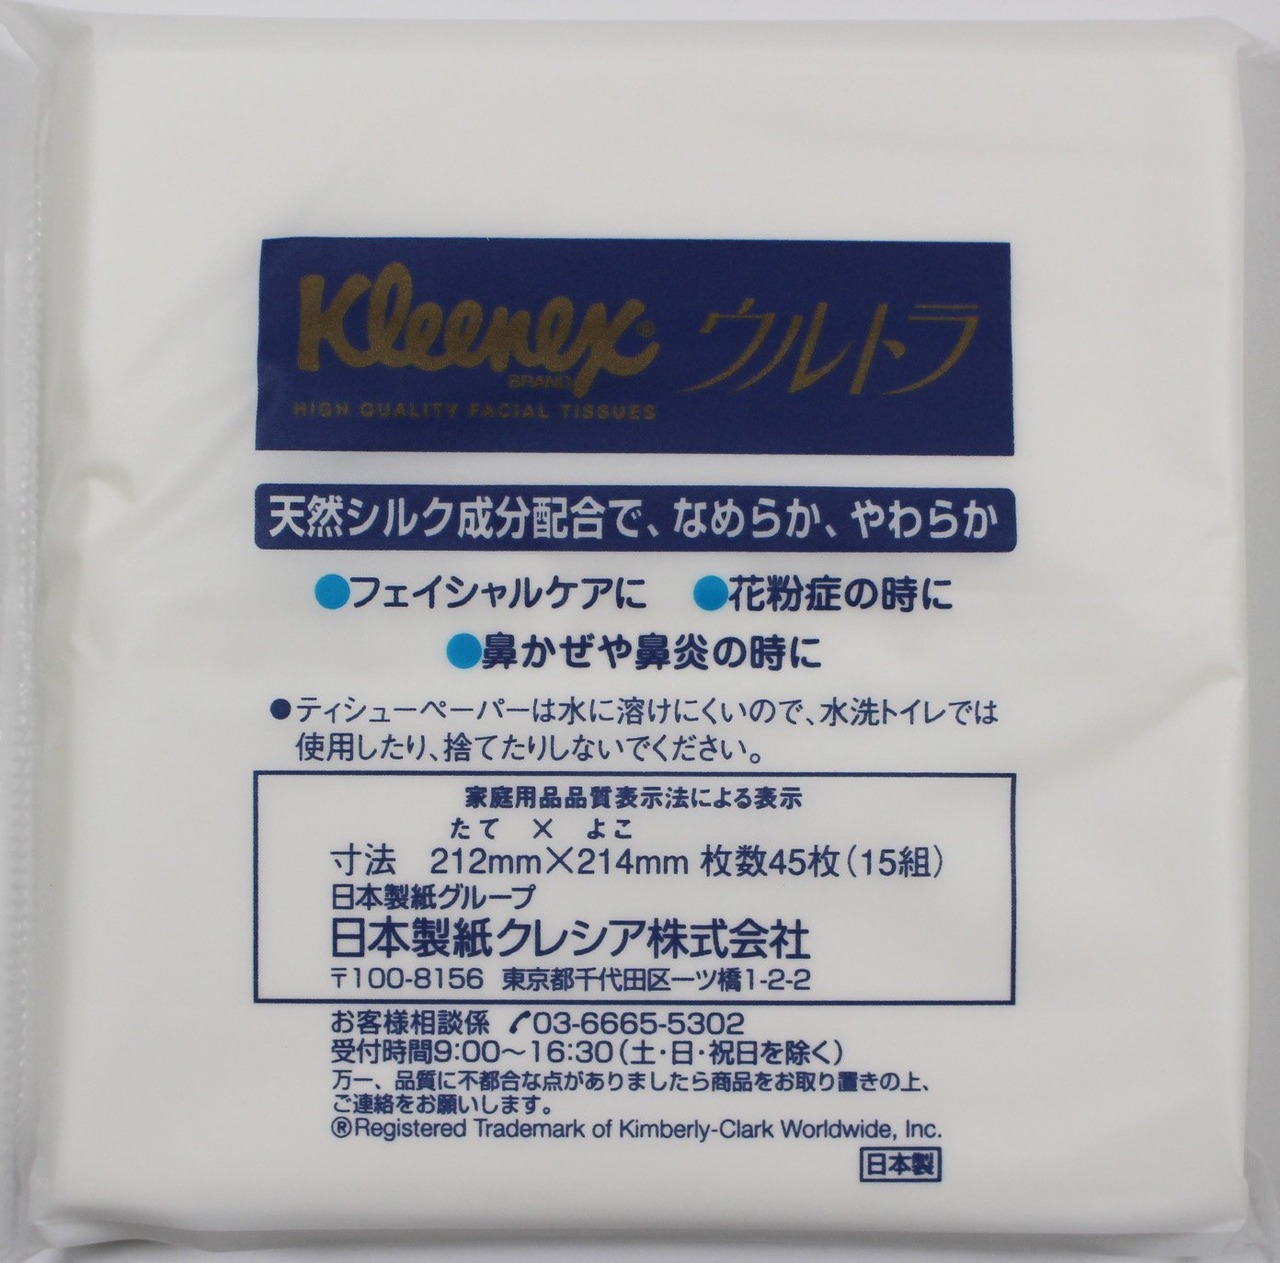 Kleenex® ウルトラ
BRAND
HIGH QUALITY FACIAL TISSUES
天然シルク成分配合で、なめらか、やわらか
●フェイシャルケアに ●花粉症の時に
●鼻かぜや鼻炎の時に
●ティシューペーパーは水に溶けにくいので、水洗トイレでは
使用したり、捨てたりしないでください。
家庭用品品質表示法による表示
たて × よこ
寸法 212mm×214mm 枚数45枚(15組)
日本製紙グループ
日本製紙クレシア株式会社
〒100-8156 東京都千代田区一ツ橋1-2-2
お客様相談係 03-6665-5302
受付時間9:00~16:30(土・日・祝日を除く)
万一、品質に不都合な点がありましたら商品をお取り置きの上、
ご連絡をお願いします。
®Registered Trademark of Kimberly-Clark Worldwide, Inc.
日本製